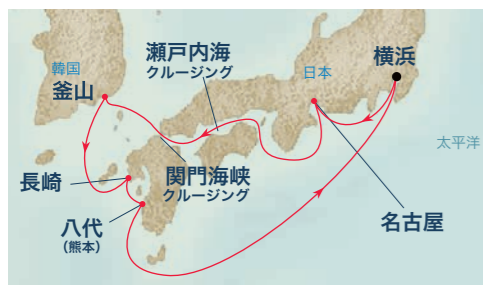 瀬戸内海
クルージング
日本
横浜
韓国
釜山
太平洋
関門海峡
クルージング
長崎
八代
(熊本)
名古屋